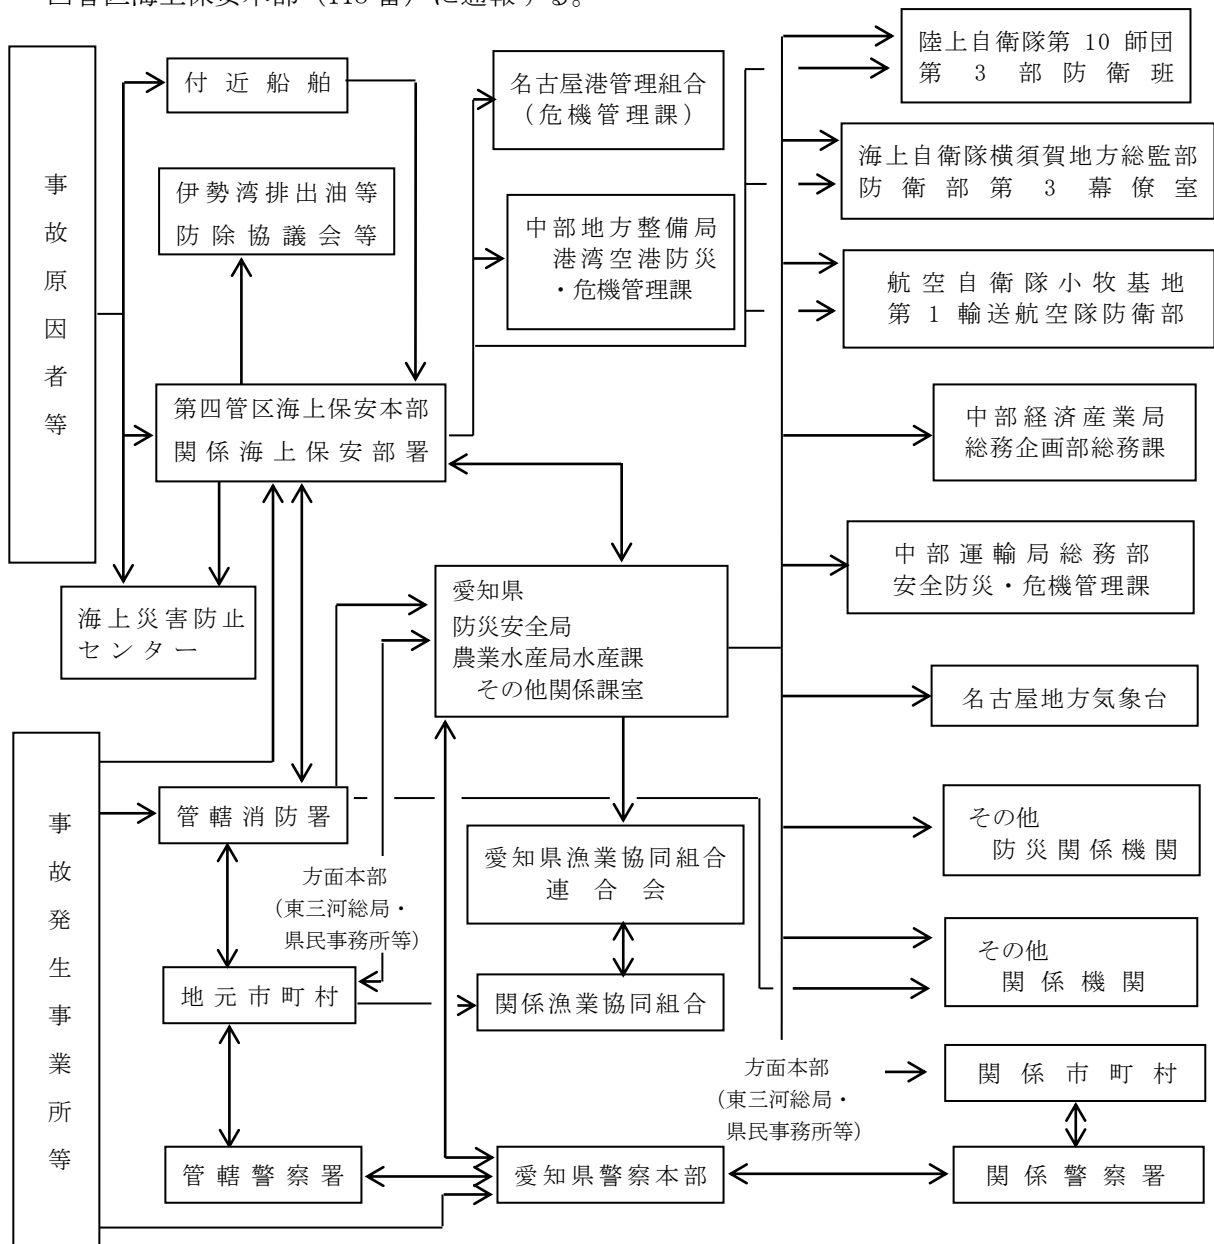 四管区海上保安本部（118 番）に通報する。
事故原因者等
付近船舶
伊勢湾排出油等
防除協議会等
第四管区海上保安本部
関係海上保安部署
海上災害防止
センター
名古屋港管理組合
（危機管理課）
中部地方整備局
港湾空港防災
・危機管理課
陸上自衛隊第 10 師団
第 3 部防衛班
海上自衛隊横須賀地方総監部
防衛部第 3 幕僚室
航空自衛隊小牧基地
第 1 輸送航空隊防衛部
中部経済産業局
総務企画部総務課
中部運輸局総務部
安全防災・危機管理課
愛知県
防災安全局
農業水産局水産課
その他関係課室
名古屋地方気象台
事故発生事業所等
管轄消防署
方面本部
（東三河総局・
県民事務所等）
地元市町村
管轄警察署
愛知県漁業協同組合
連合会
関係漁業協同組合
愛知県警察本部
その他
防災関係機関
その他
関係機関
方面本部
（東三河総局・
県民事務所等）
関係市町村
関係警察署